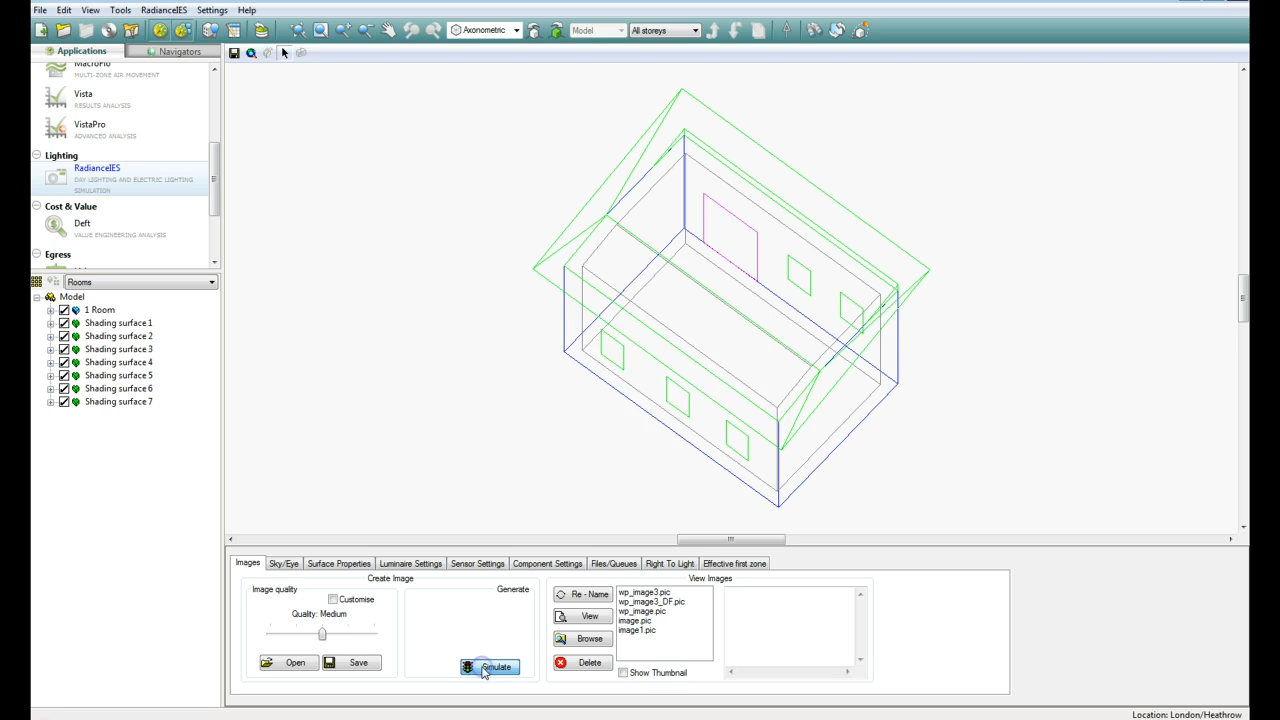 File Edit View Tools RadianceIES Settings Help
Axonometric Model All storeys
Applications Navigators
MacroFlo
MULTI-ZONE AIR MOVEMENT
Vista
RESULTS ANALYSIS
VistaPro
ADVANCED ANALYSIS
Lighting
RadianceIES
DAY LIGHTING AND ELECTRIC LIGHTING
SIMULATION
Cost & Value
Deft
VALUE ENGINEERING ANALYSIS
Egress
Rooms
Model
1 Room
Shading surface 1
Shading surface 2
Shading surface 3
Shading surface 4
Shading surface 5
Shading surface 6
Shading surface 7
Images Sky/Eye Surface Properties Luminaire Settings Sensor Settings Component Settings Files/Queues Right To Light Effective first zone
Create Image
Image quality
Customise
Quality: Medium
Open Save
Generate
Simulate
View Images
Re - Name
View
Browse
Delete
wp_image3.pic
wp_image3_DF.pic
wp_image.pic
image.pic
image1.pic
Show Thumbnail
Location: London/Heathrow